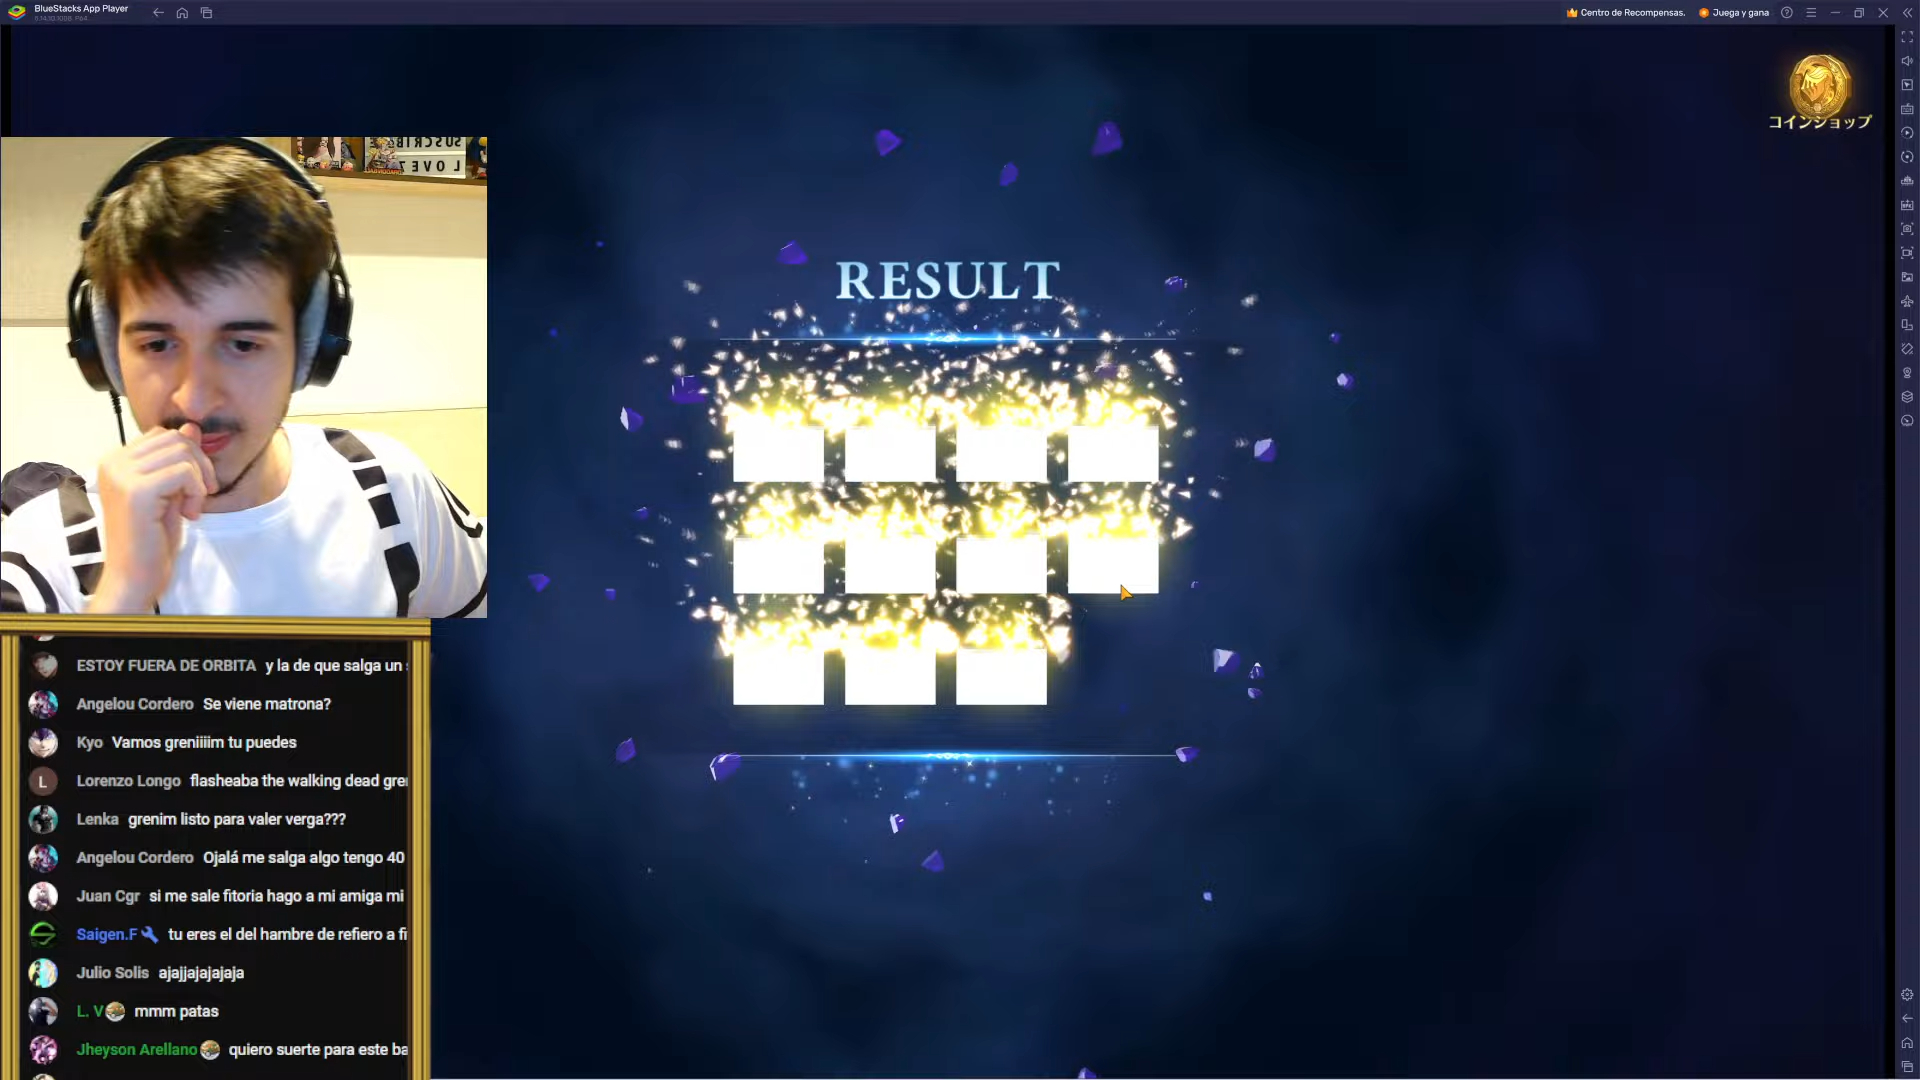 BlueStacks App Player
Centro de Recompensas.
Juega y gana
コインショップ
SUSCRIB
LOVE
RESULT
ESTOY FUERA DE ORBITA y la de que salga un
Angelou Cordero Se viene matrona?
Kyo Vamos greniiiim tu puedes
L Lorenzo Longo flasheaba the walking dead gre
Lenka grenim listo para valer verga???
Angelou Cordero Ojalá me salga algo tengo 40
Juan Cgr si me sale fitoria hago a mi amiga mi
Saigen.F tu eres el del hambre de refiero a fi
Julio Solis ajajjajajajaja
L. V mmm patas
Jheyson Arellano quiero suerte para este ba